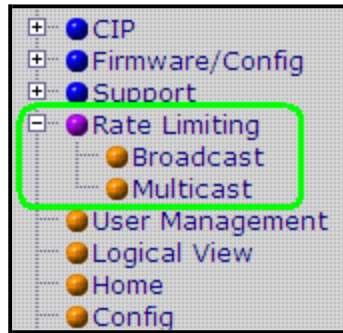 CIP
Firmware/Config
Support
Rate Limiting
Broadcast
Multicast
User Management
Logical View
Home
Config